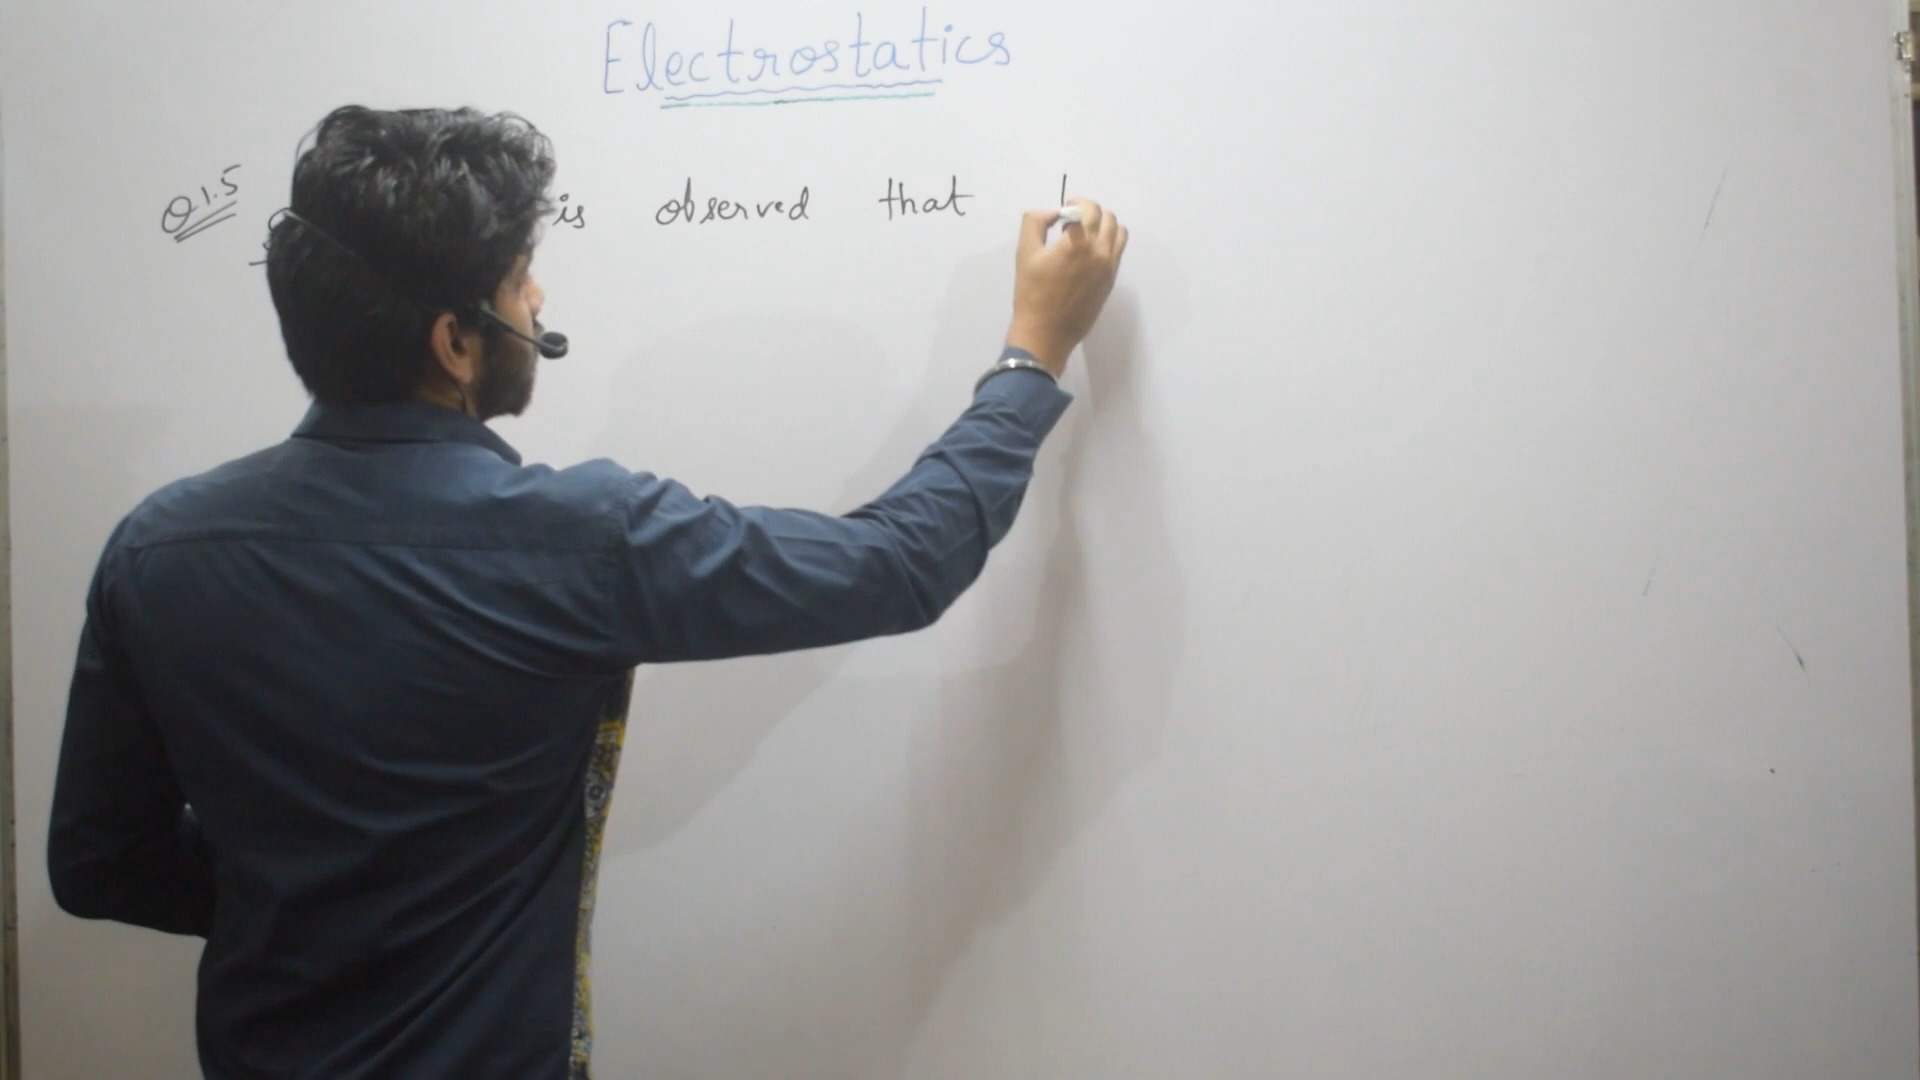 Electrostatics
Q1.5 is observed that